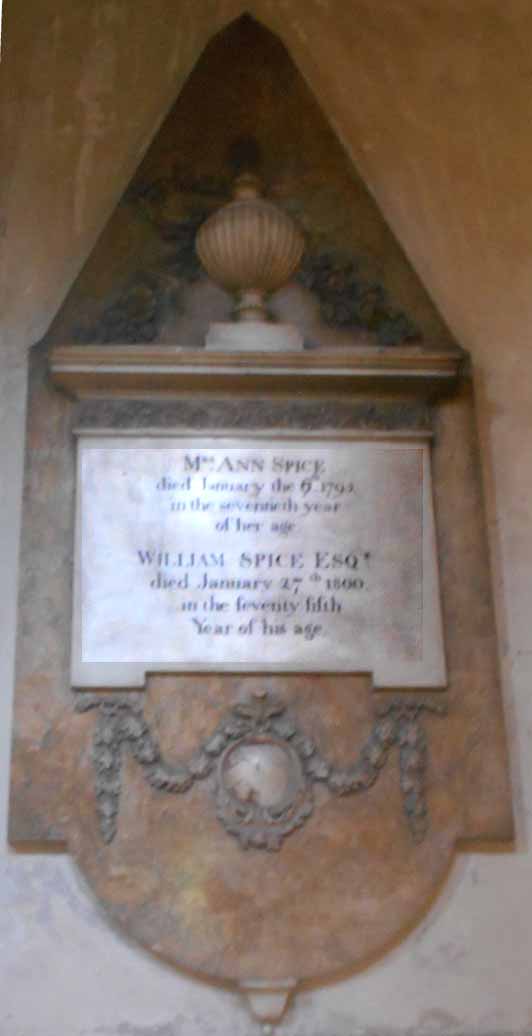 Mrs. ANN SPICE
died January the 6th 1792.
in the seventieth year
of her age
WILLIAM SPICE ESQr.
died January 27th 1800.
in the seventy fifth
Year of his age.